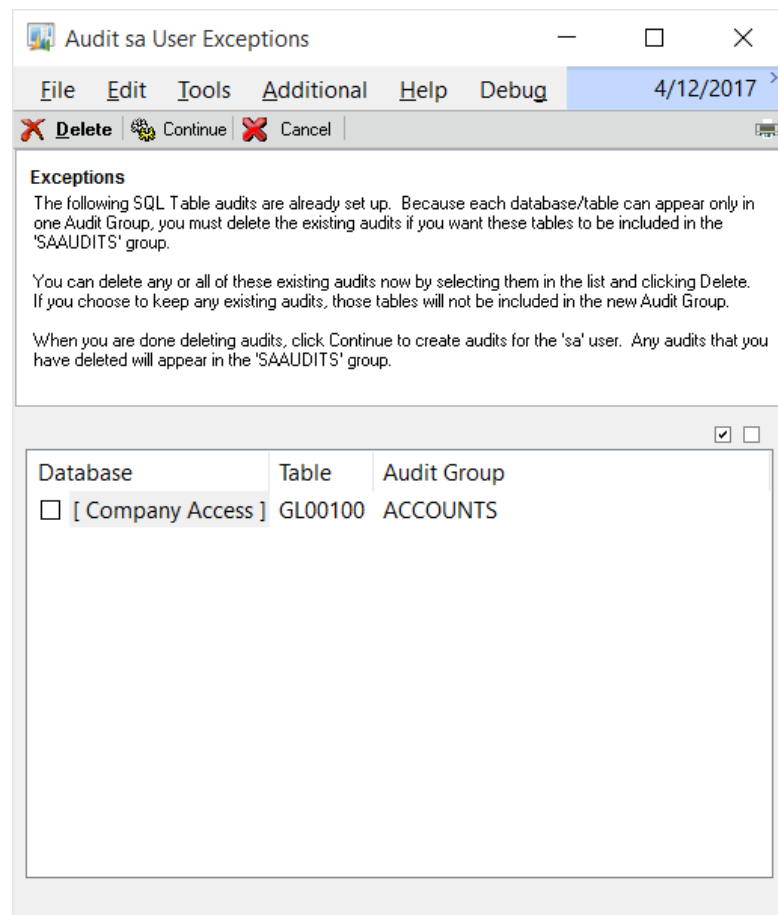 Audit sa User Exceptions
File Edit Tools Additional Help Debug 4/12/2017
Delete Continue Cancel
Exceptions
The following SQL Table audits are already set up. Because each database/table can appear only in
one Audit Group, you must delete the existing audits if you want these tables to be included in the
'SAAUDITS' group.
You can delete any or all of these existing audits now by selecting them in the list and clicking Delete.
If you choose to keep any existing audits, those tables will not be included in the new Audit Group.
When you are done deleting audits, click Continue to create audits for the 'sa' user. Any audits that you
have deleted will appear in the 'SAAUDITS' group.
Database Table Audit Group
[ Company Access ] GL00100 ACCOUNTS